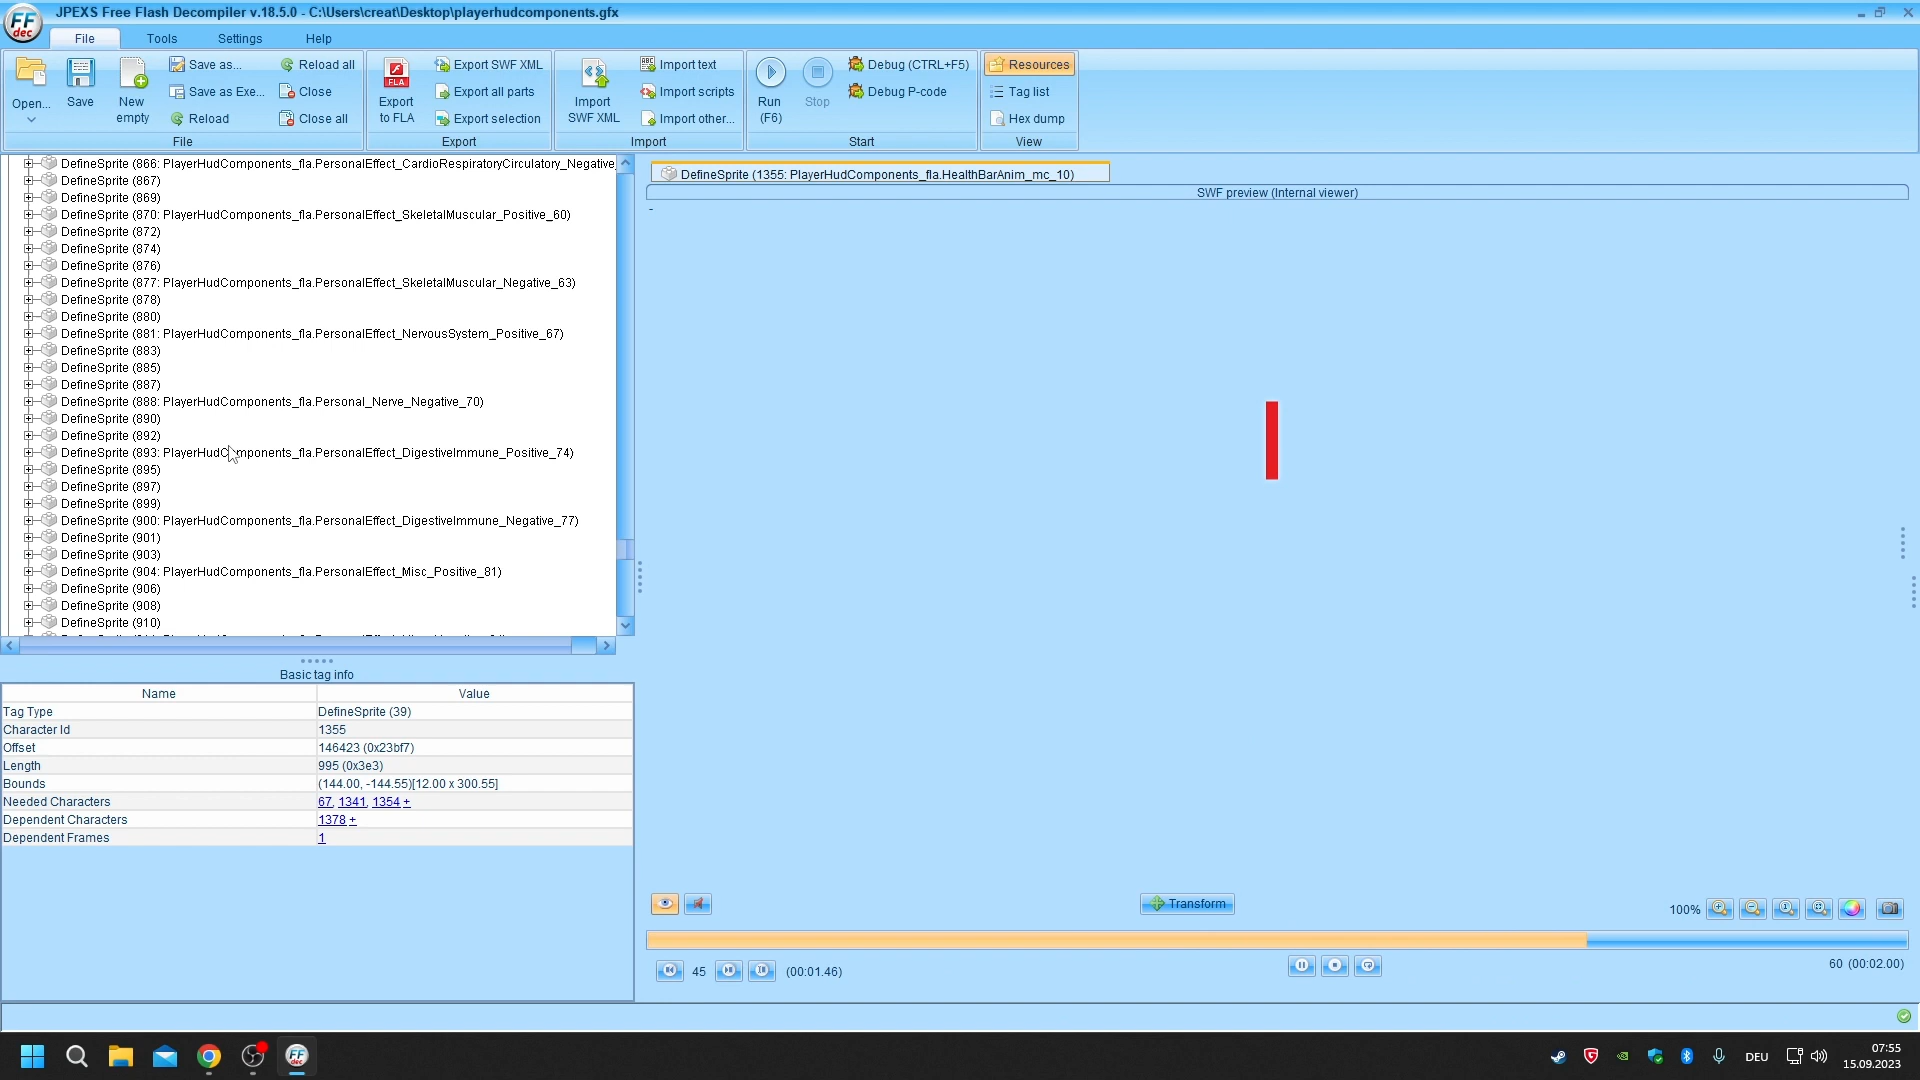 JPEXS Free Flash Decompiler v.18.5.0 - C:\Users\creat\Desktop\playerhudcomponents.gfx
FF
dec
File Tools Settings Help
Open... Save New empty
Save as... Reload all
Save as Exe... Close
Reload Close all
File
FLA
Export to FLA
Export SWF XML
Export all parts
Export selection
Export
Import SWF XML
Import text
Import scripts
Import other...
Import
Run (F6) Stop
Debug (CTRL+F5)
Debug P-code
Start
Resources
Tag list
Hex dump
View
DefineSprite (866: PlayerHudComponents_fla.PersonalEffect_CardioRespiratoryCirculatory_Negative
DefineSprite (867)
DefineSprite (869)
DefineSprite (870: PlayerHudComponents_fla.PersonalEffect_SkeletalMuscular_Positive_60)
DefineSprite (872)
DefineSprite (874)
DefineSprite (876)
DefineSprite (877: PlayerHudComponents_fla.PersonalEffect_SkeletalMuscular_Negative_63)
DefineSprite (878)
DefineSprite (880)
DefineSprite (881: PlayerHudComponents_fla.PersonalEffect_NervousSystem_Positive_67)
DefineSprite (883)
DefineSprite (885)
DefineSprite (887)
DefineSprite (888: PlayerHudComponents_fla.Personal_Nerve_Negative_70)
DefineSprite (890)
DefineSprite (892)
DefineSprite (893: PlayerHudComponents_fla.PersonalEffect_DigestiveImmune_Positive_74)
DefineSprite (895)
DefineSprite (897)
DefineSprite (899)
DefineSprite (900: PlayerHudComponents_fla.PersonalEffect_DigestiveImmune_Negative_77)
DefineSprite (901)
DefineSprite (903)
DefineSprite (904: PlayerHudComponents_fla.PersonalEffect_Misc_Positive_81)
DefineSprite (906)
DefineSprite (908)
DefineSprite (910)
Basic tag info
Name Value
Tag Type DefineSprite (39)
Character Id 1355
Offset 146423 (0x23bf7)
Length 995 (0x3e3)
Bounds (144.00, -144.55)[12.00 x 300.55]
Needed Characters 67, 1341, 1354 +
Dependent Characters 1378 +
Dependent Frames 1
DefineSprite (1355: PlayerHudComponents_fla.HealthBarAnim_mc_10)
SWF preview (Internal viewer)
-
Transform
100%
45 (00:01.46)
60 (00:02.00)
DEU
07:55
15.09.2023